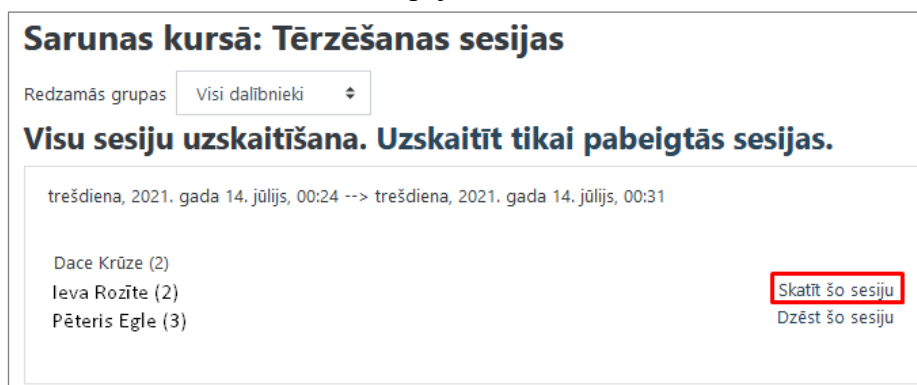 Sarunas kursā: Tērzēšanas sesijas
Redzamās grupas Visi dalībnieki
Visu sesiju uzskaitīšana. Uzskaitīt tikai pabeigtās sesijas.
trešdiena, 2021. gada 14. jūlijs, 00:24 --> trešdiena, 2021. gada 14. jūlijs, 00:31
Dace Krūze (2)
Ieva Rozīte (2) Skatīt šo sesiju
Pēteris Egle (3) Dzēst šo sesiju